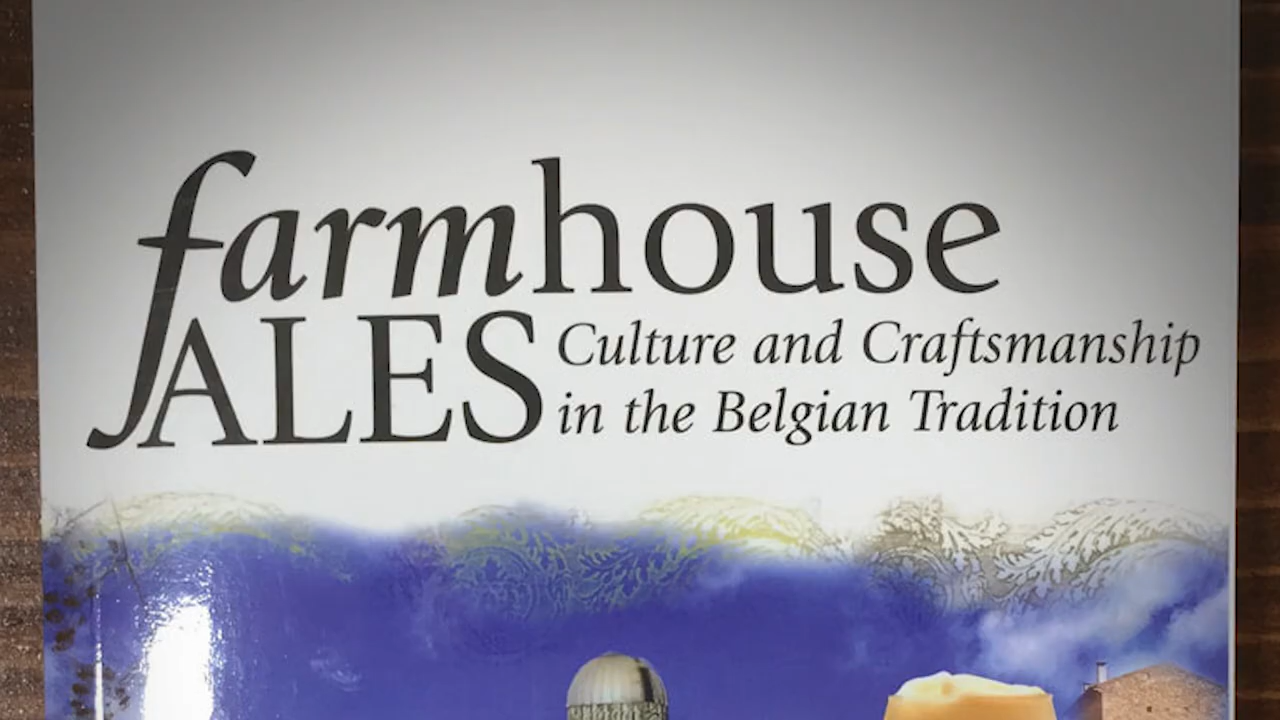 farmhouse
ALES
Culture and Craftsmanship
in the Belgian Tradition